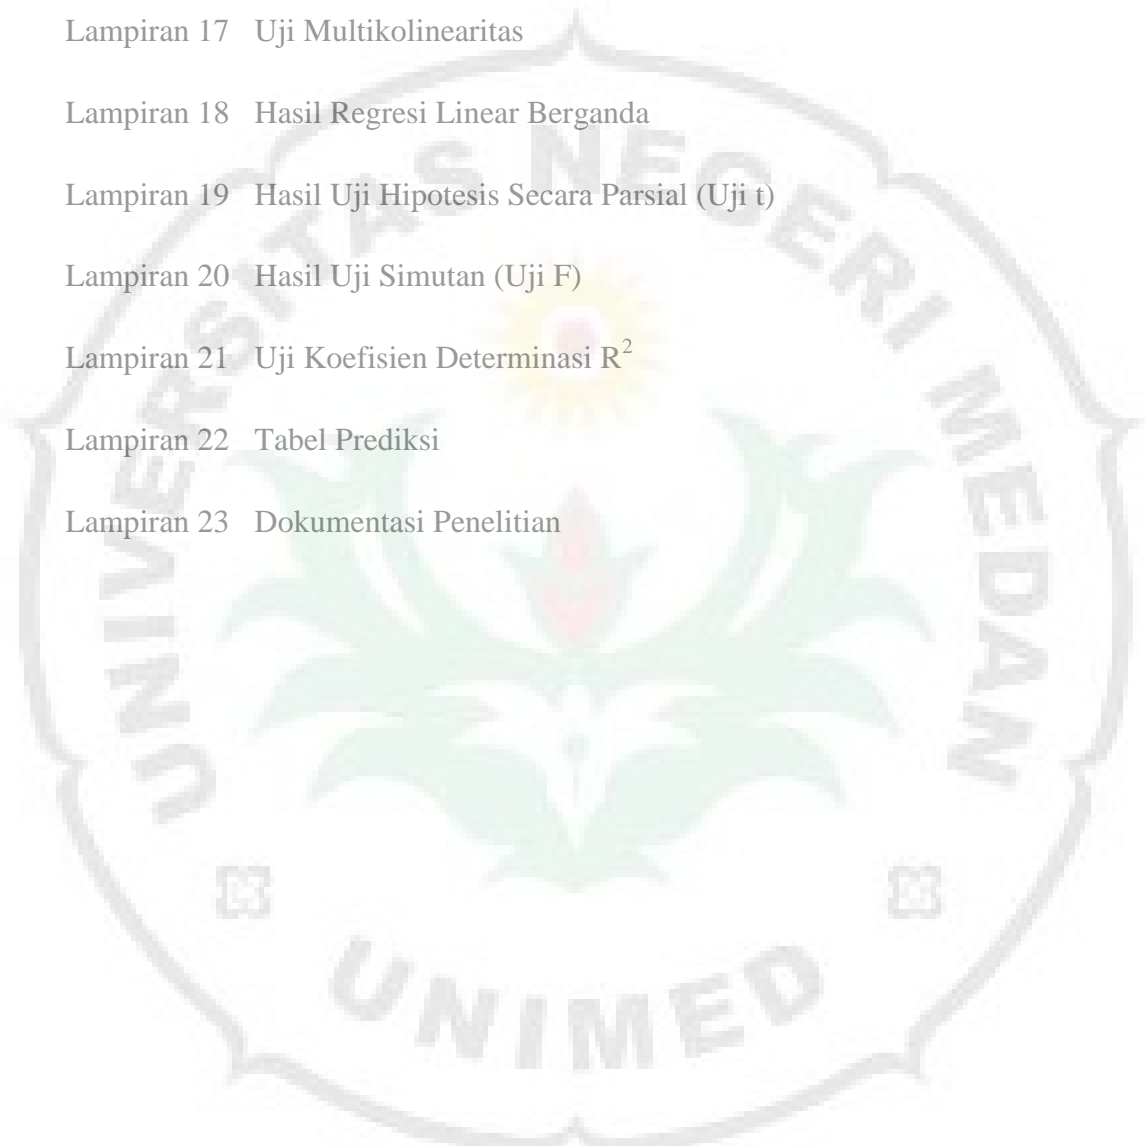 Lampiran 17 Uji Multikolinearitas
Lampiran 18 Hasil Regresi Linear Berganda
Lampiran 19 Hasil Uji Hipotesis Secara Parsial (Uji t)
Lampiran 20 Hasil Uji Simutan (Uji F)
Lampiran 21 Uji Koefisien Determinasi R²
Lampiran 22 Tabel Prediksi
Lampiran 23 Dokumentasi Penelitian
UNIVERSITAS NEGERI MEDAN
UNIMED